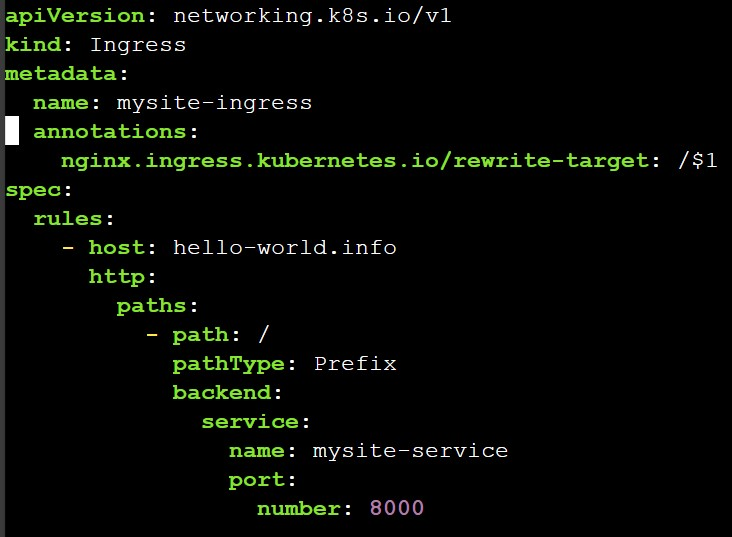 apiVersion: networking.k8s.io/v1
kind: Ingress
metadata:
  name: mysite-ingress
  annotations:
    nginx.ingress.kubernetes.io/rewrite-target: /$1
spec:
  rules:
    - host: hello-world.info
      http:
        paths:
          - path: /
            pathType: Prefix
            backend:
              service:
                name: mysite-service
                port:
                  number: 8000